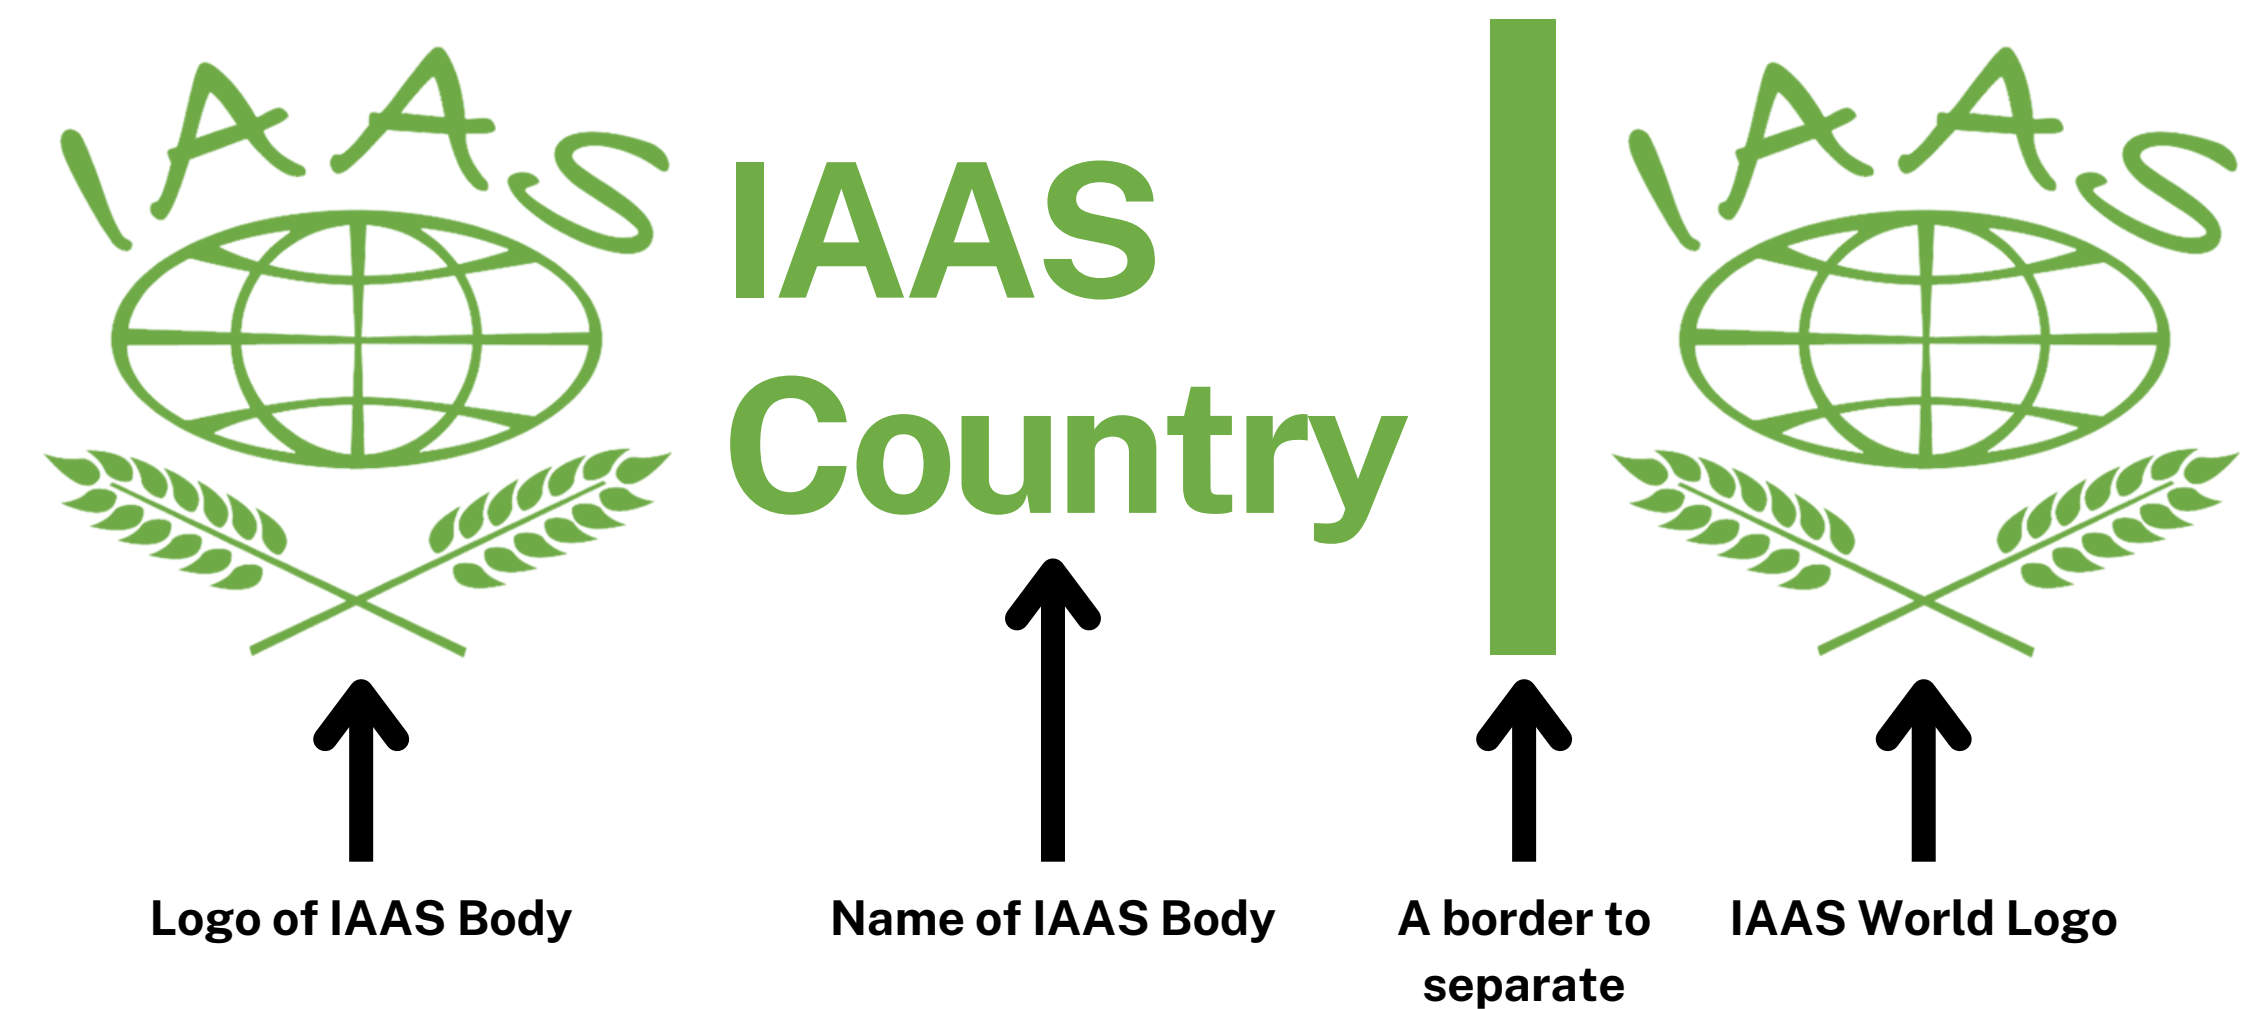 IAAS
IAAS
Country
IAAS
Logo of IAAS Body
Name of IAAS Body
A border to
separate
IAAS World Logo